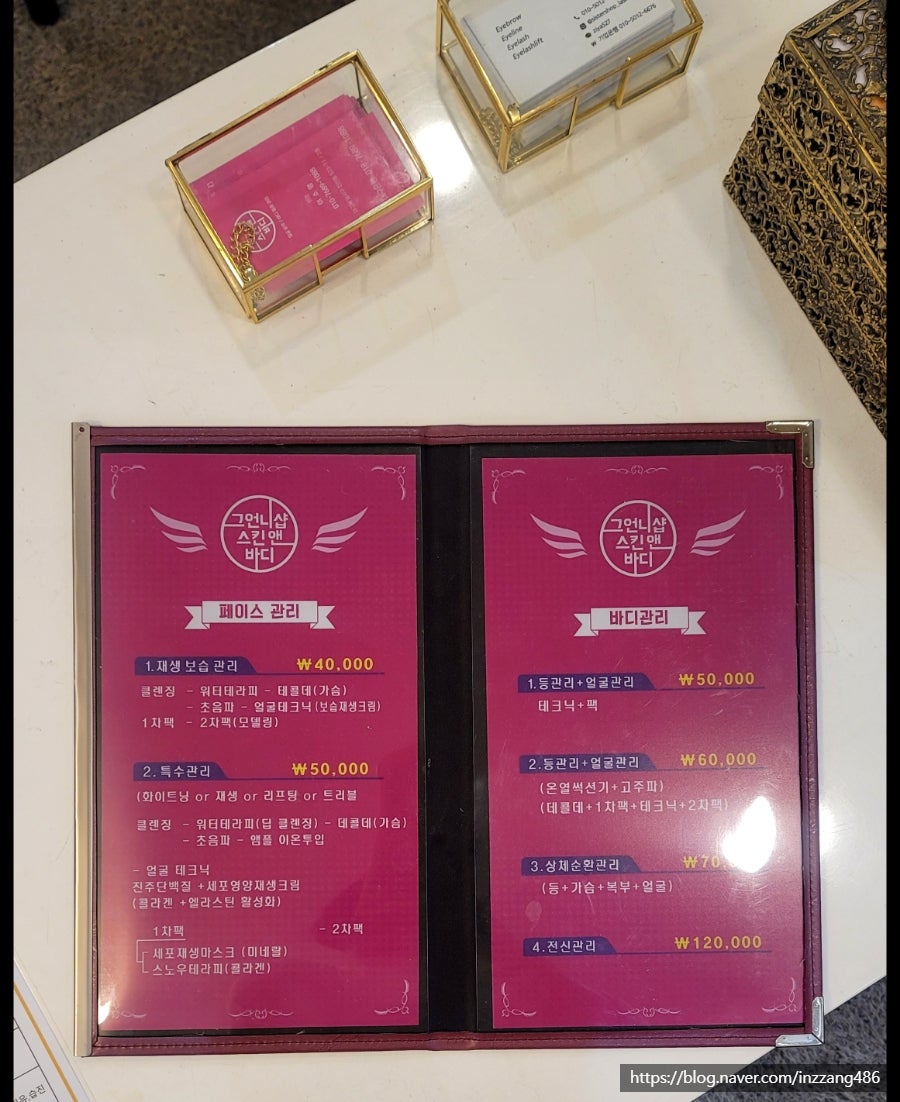 Eyebrow
Eyeline
Eyelash
Eyelashlift
010-5012-6676
그언니샵
스킨앤
바디
페이스 관리
1.재생 보습 관리 ₩40,000
클렌징 - 워터테라피 - 테콜데(가슴)
- 초음파 - 얼굴테크닉(보습재생크림)
1차팩 - 2차팩(모델링)
2. 특수관리 ₩50,000
(화이트닝 or 재생 or 리프팅 or 트러블
클렌징 - 워터테라피(딥 클렌징) - 데콜데(가슴)
- 초음파 - 앰플 이온투입
- 얼굴 테크닉
진주단백질 +세포영양재생크림
(콜라겐 +엘라스틴 활성화)
1차팩 - 2차팩
세포재생마스크 (미네랄)
스노우테라피(콜라겐)
그언니샵
스킨앤
바디
바디관리
1.등관리+얼굴관리 ₩50,000
테크닉+팩
2.등관리+얼굴관리 ₩60,000
(온열썩션기+고주파)
(데콜데+1차팩+테크닉+2차팩)
3.상체순환관리 ₩70,
(등+가슴+복부+얼굴)
4.전신관리 ₩120,000
https://blog.naver.com/inzzang486